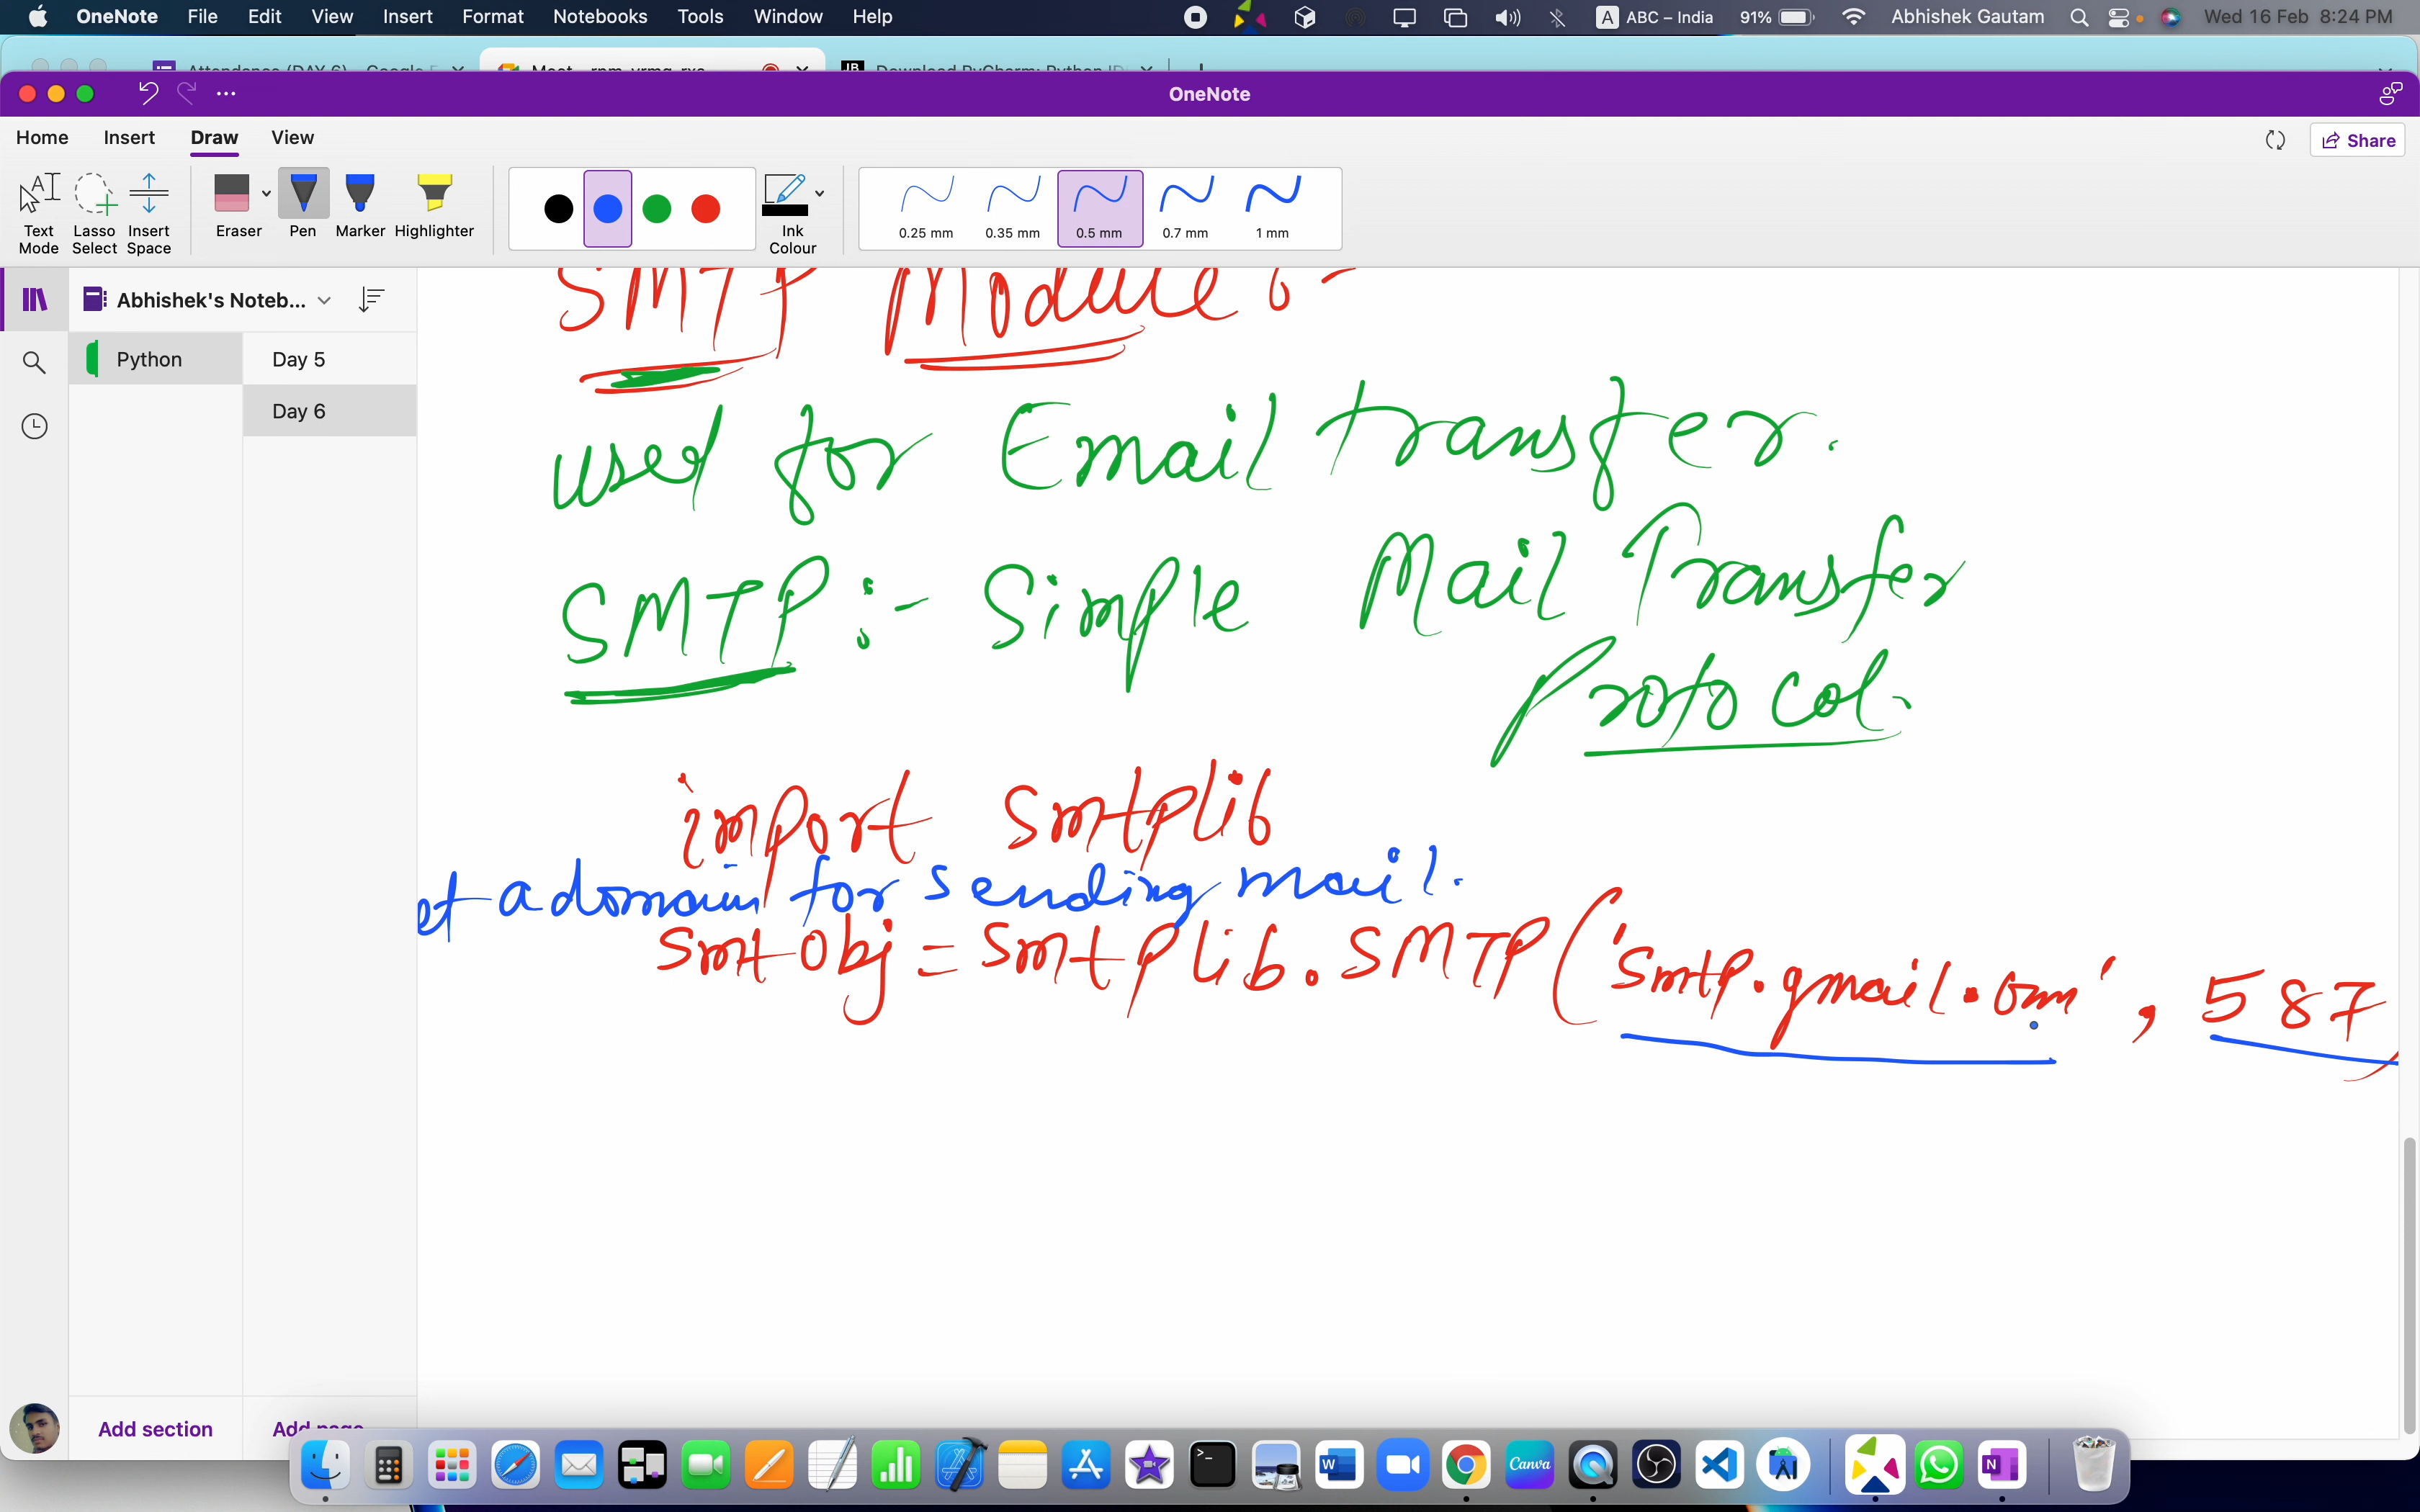 OneNote File Edit View Insert Format Notebooks Tools Window Help A ABC – India 91% Abhishek Gautam Wed 16 Feb 8:24 PM
OneNote
Home Insert Draw View Share
Text Mode Lasso Select Insert Space Eraser Pen Marker Highlighter Ink Colour 0.25 mm 0.35 mm 0.5 mm 0.7 mm 1 mm
Abhishek's Noteb...
Python Day 5
Day 6
SMTP Module :-
used for Email transfer.
SMTP :- Simple Mail Transfer
Protocol.
import smtplib
et a domain for sending mail.
smtobj = smtplib.SMTP('smtp.gmail.com', 587)
Add section Add page
Canva